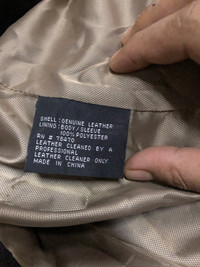 SHELL:GENUINE LEATHER
LINING:BODY/SLEEVE
100% POLYESTER
RN # 78470
LEATHER CLEANED BY A
PROFESSIONAL
LEATHER CLEANER ONLY
MADE IN CHINA